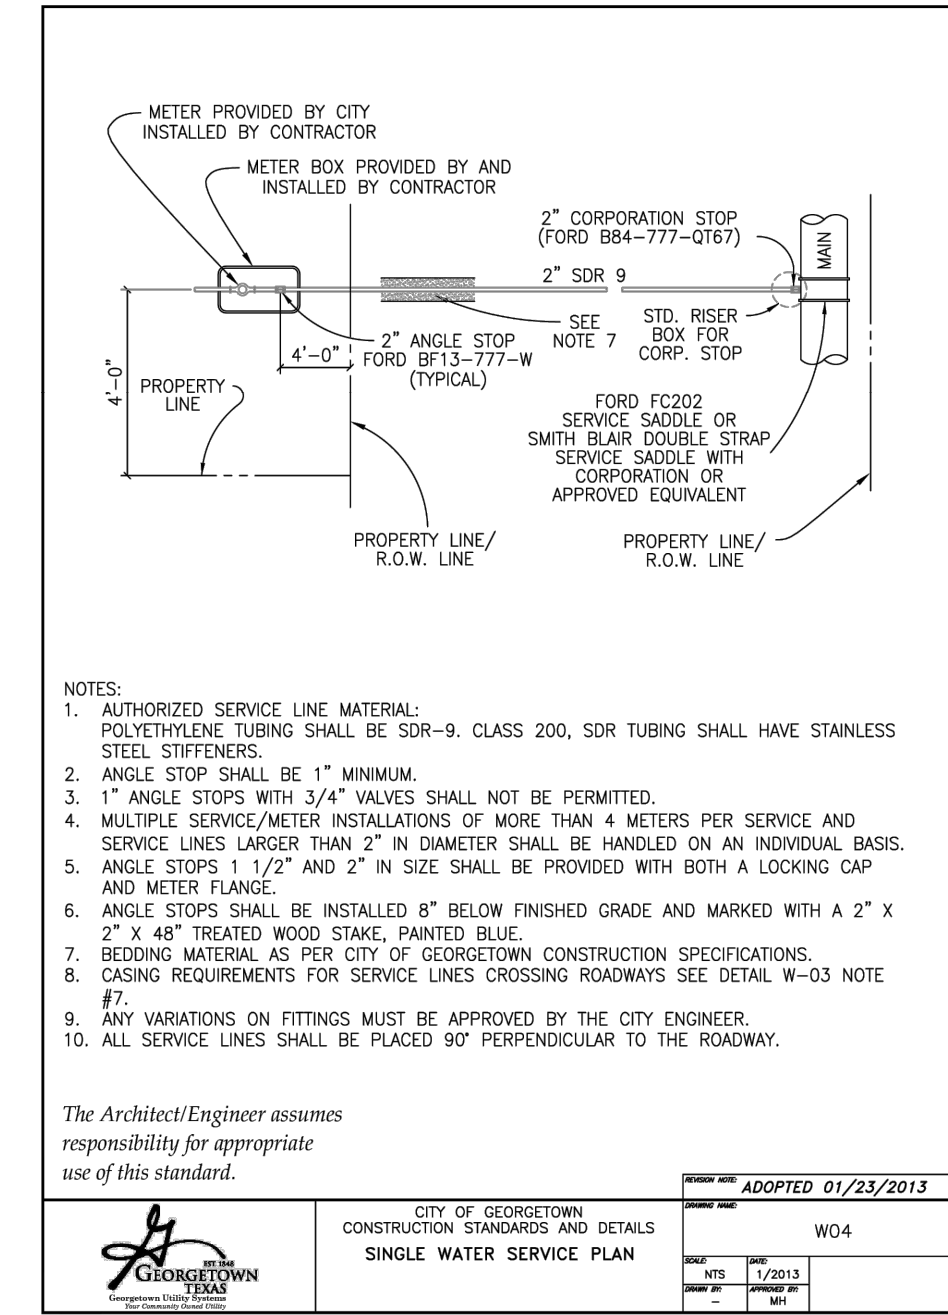 METER PROVIDED BY CITY
INSTALLED BY CONTRACTOR
METER BOX PROVIDED BY AND
INSTALLED BY CONTRACTOR
2" CORPORATION STOP
(FORD B84-777-QT67)
MAIN
2" SDR 9
SEE
NOTE 7
STD. RISER
BOX FOR
CORP. STOP
2" ANGLE STOP
FORD BF13-777-W
(TYPICAL)
4'-0"
4'-0"
PROPERTY
LINE
FORD FC202
SERVICE SADDLE OR
SMITH BLAIR DOUBLE STRAP
SERVICE SADDLE WITH
CORPORATION OR
APPROVED EQUIVALENT
PROPERTY LINE/
R.O.W. LINE
PROPERTY LINE/
R.O.W. LINE
NOTES:
1. AUTHORIZED SERVICE LINE MATERIAL:
POLYETHYLENE TUBING SHALL BE SDR-9. CLASS 200, SDR TUBING SHALL HAVE STAINLESS
STEEL STIFFENERS.
2. ANGLE STOP SHALL BE 1" MINIMUM.
3. 1" ANGLE STOPS WITH 3/4" VALVES SHALL NOT BE PERMITTED.
4. MULTIPLE SERVICE/METER INSTALLATIONS OF MORE THAN 4 METERS PER SERVICE AND
SERVICE LINES LARGER THAN 2" IN DIAMETER SHALL BE HANDLED ON AN INDIVIDUAL BASIS.
5. ANGLE STOPS 1 1/2" AND 2" IN SIZE SHALL BE PROVIDED WITH BOTH A LOCKING CAP
AND METER FLANGE.
6. ANGLE STOPS SHALL BE INSTALLED 8" BELOW FINISHED GRADE AND MARKED WITH A 2" X
2" X 48" TREATED WOOD STAKE, PAINTED BLUE.
7. BEDDING MATERIAL AS PER CITY OF GEORGETOWN CONSTRUCTION SPECIFICATIONS.
8. CASING REQUIREMENTS FOR SERVICE LINES CROSSING ROADWAYS SEE DETAIL W-03 NOTE
#7.
9. ANY VARIATIONS ON FITTINGS MUST BE APPROVED BY THE CITY ENGINEER.
10. ALL SERVICE LINES SHALL BE PLACED 90° PERPENDICULAR TO THE ROADWAY.
The Architect/Engineer assumes
responsibility for appropriate
use of this standard.
REVISION NOTE: ADOPTED 01/23/2013
G
EST. 1848
GEORGETOWN
TEXAS
Georgetown Utility Systems
Your Community Owned Utility
CITY OF GEORGETOWN
CONSTRUCTION STANDARDS AND DETAILS
SINGLE WATER SERVICE PLAN
DRAWING NAME:
W04
SCALE:
NTS
DATE:
1/2013
DRAWN BY:
-
APPROVED BY:
MH